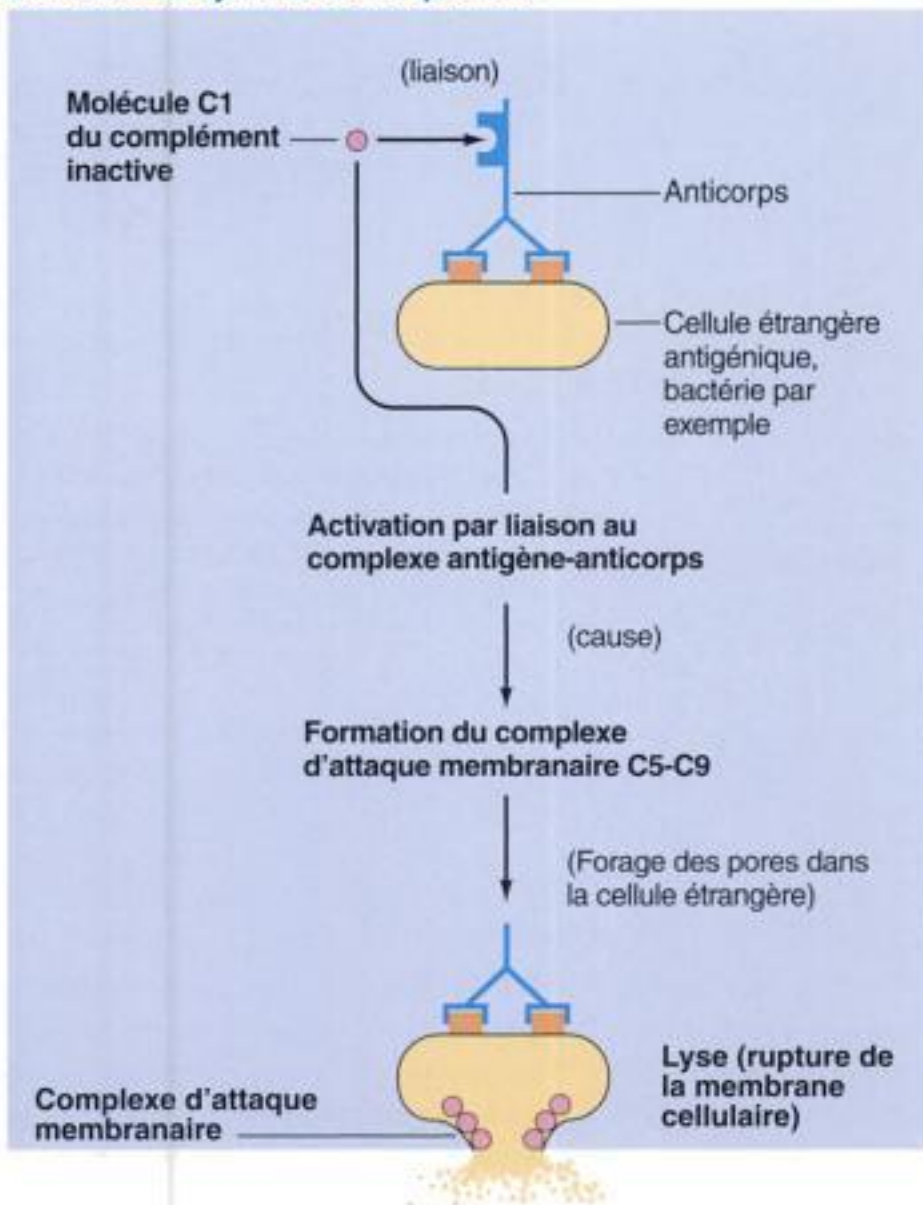 (liaison)
Molécule C1
du complément
inactive
Anticorps
Cellule étrangère
antigénique,
bactérie par
exemple
Activation par liaison au
complexe antigène-anticorps
(cause)
Formation du complexe
d'attaque membranaire C5-C9
(Forage des pores dans
la cellule étrangère)
Lyse (rupture de
la membrane
cellulaire)
Complexe d'attaque
membranaire